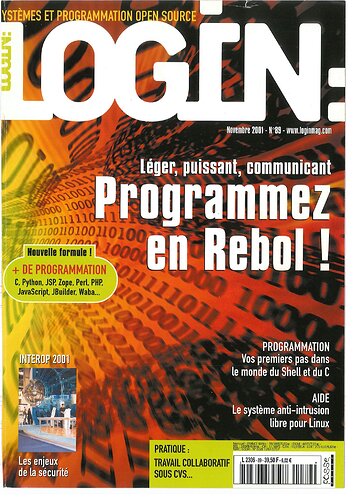 SYSTÈMES ET PROGRAMMATION OPEN SOURCE
LOGIN:
LOGIN:
Novembre 2001 - N°89 - www.loginmag.com
Léger, puissant, communicant
Programmez
en Rebol !
Nouvelle formule !
+ DE PROGRAMMATION
C, Python, JSP, Zope, Perl, PHP,
JavaScript, JBuilder, Waba...
PROGRAMMATION
Vos premiers pas dans
le monde du Shell et du C
INTEROP 2001
AIDE
Le système anti-intrusion
libre pour Linux
Les enjeux
de la sécurité
PRATIQUE :
TRAVAIL COLLABORATIF
SOUS CVS...